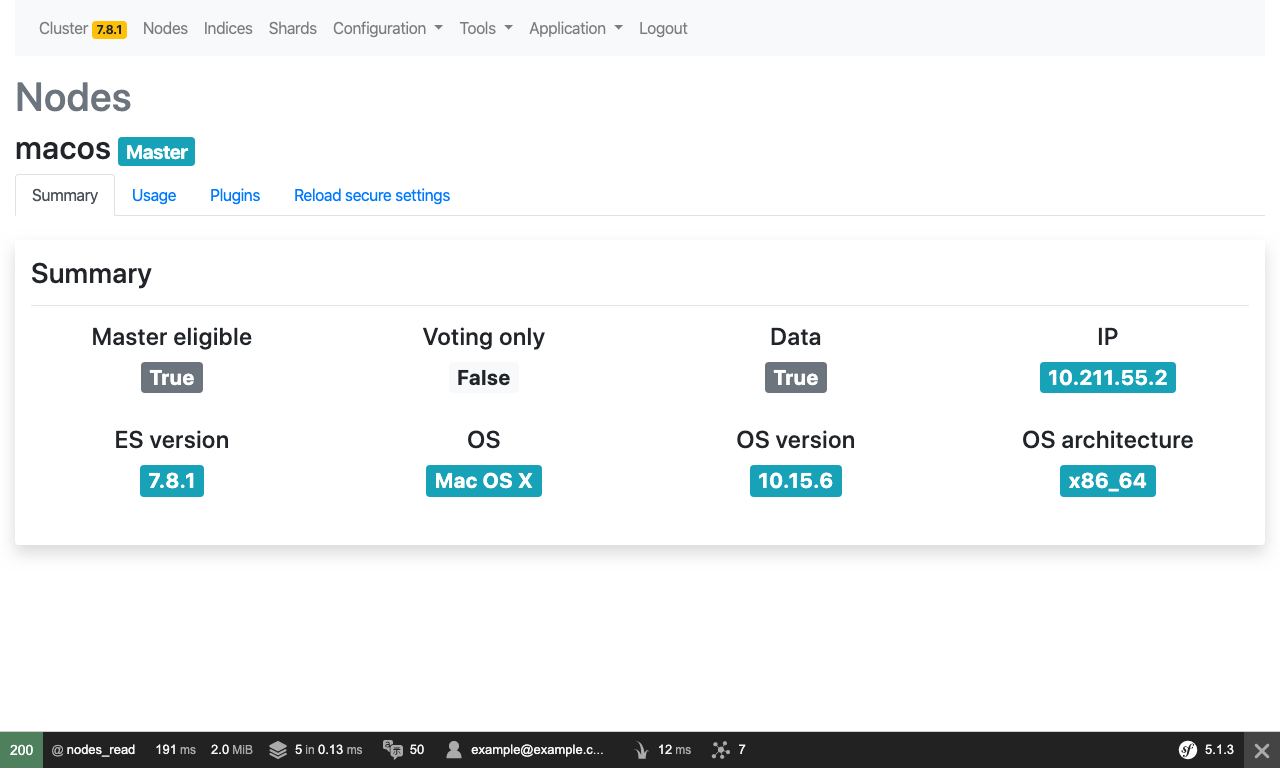 Cluster 7.8.1 Nodes Indices Shards Configuration Tools Application Logout
Nodes
macos Master
Summary Usage Plugins Reload secure settings
Summary
Master eligible Voting only Data IP
True False True 10.211.55.2
ES version OS OS version OS architecture
7.8.1 Mac OS X 10.15.6 x86_64
200 @ nodes_read 191 ms 2.0 MiB 5 in 0.13 ms 50 example@example.c... 12 ms 7 sf 5.1.3